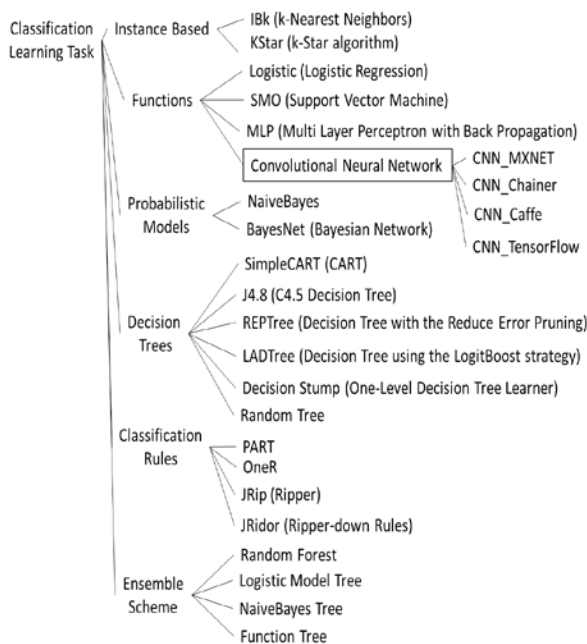 Classification
Learning Task
Instance Based
IBk (k-Nearest Neighbors)
KStar (k-Star algorithm)
Functions
Logistic (Logistic Regression)
SMO (Support Vector Machine)
MLP (Multi Layer Perceptron with Back Propagation)
Convolutional Neural Network
CNN_MXNET
CNN_Chainer
CNN_Caffe
CNN_TensorFlow
Probabilistic
Models
NaiveBayes
BayesNet (Bayesian Network)
Decision
Trees
SimpleCART (CART)
J4.8 (C4.5 Decision Tree)
REPTree (Decision Tree with the Reduce Error Pruning)
LADTree (Decision Tree using the LogitBoost strategy)
Decision Stump (One-Level Decision Tree Learner)
Random Tree
Classification
Rules
PART
OneR
JRip (Ripper)
JRidor (Ripper-down Rules)
Ensemble
Scheme
Random Forest
Logistic Model Tree
NaiveBayes Tree
Function Tree